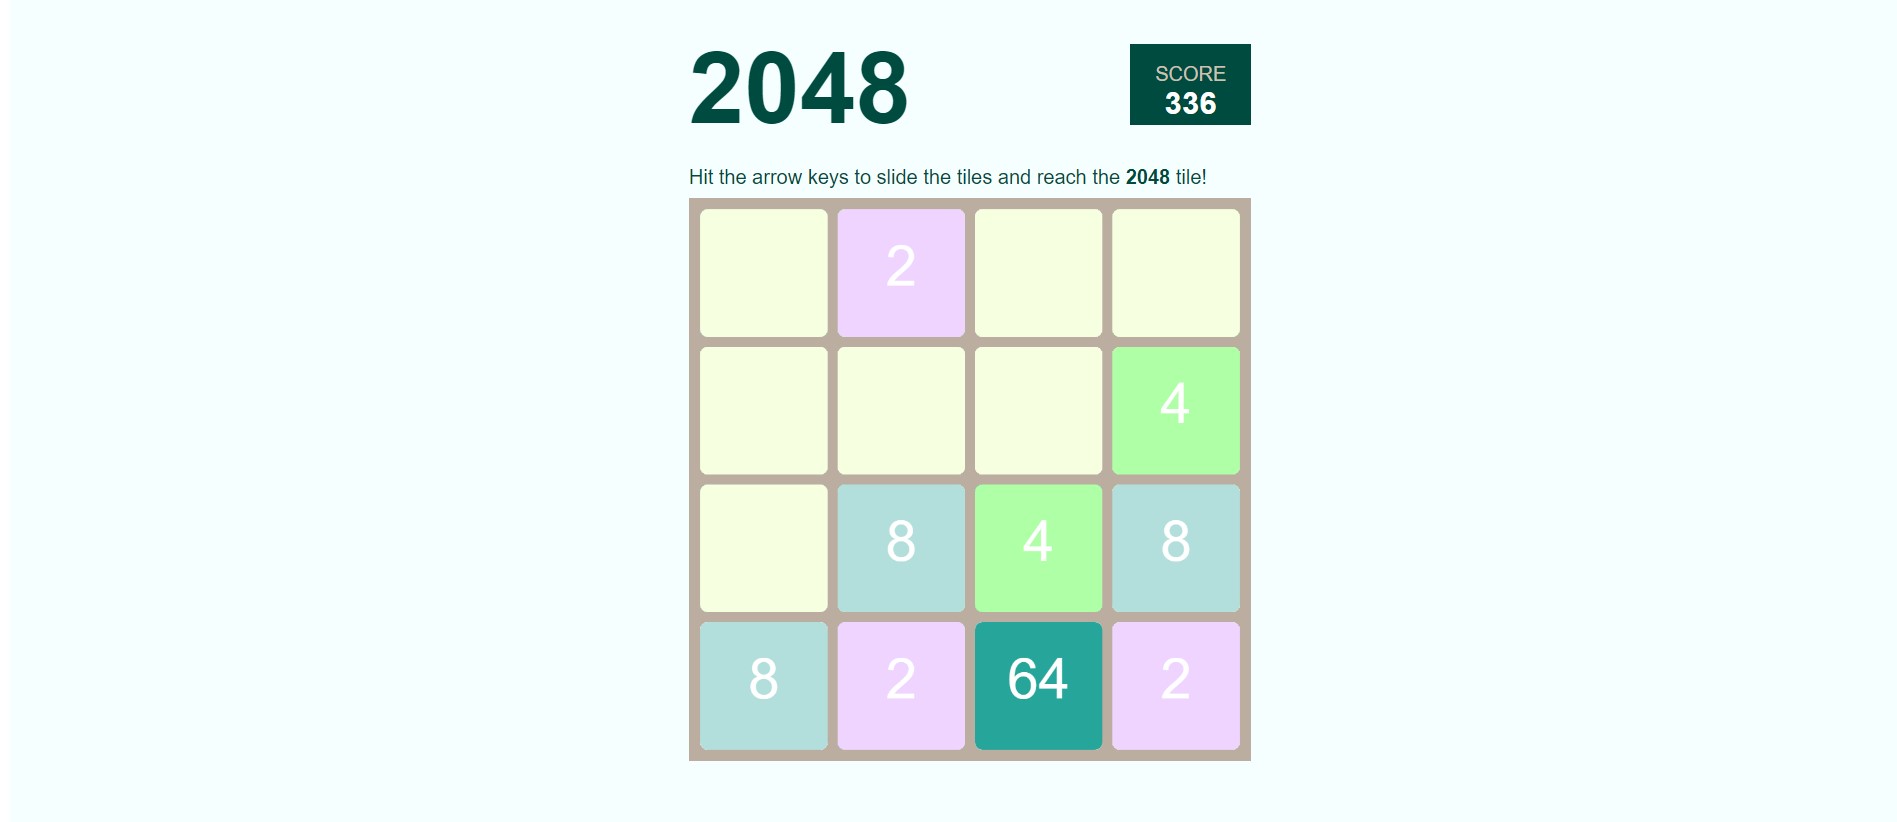 2048
SCORE
336
Hit the arrow keys to slide the tiles and reach the 2048 tile!
2
4
8 4 8
8 2 64 2